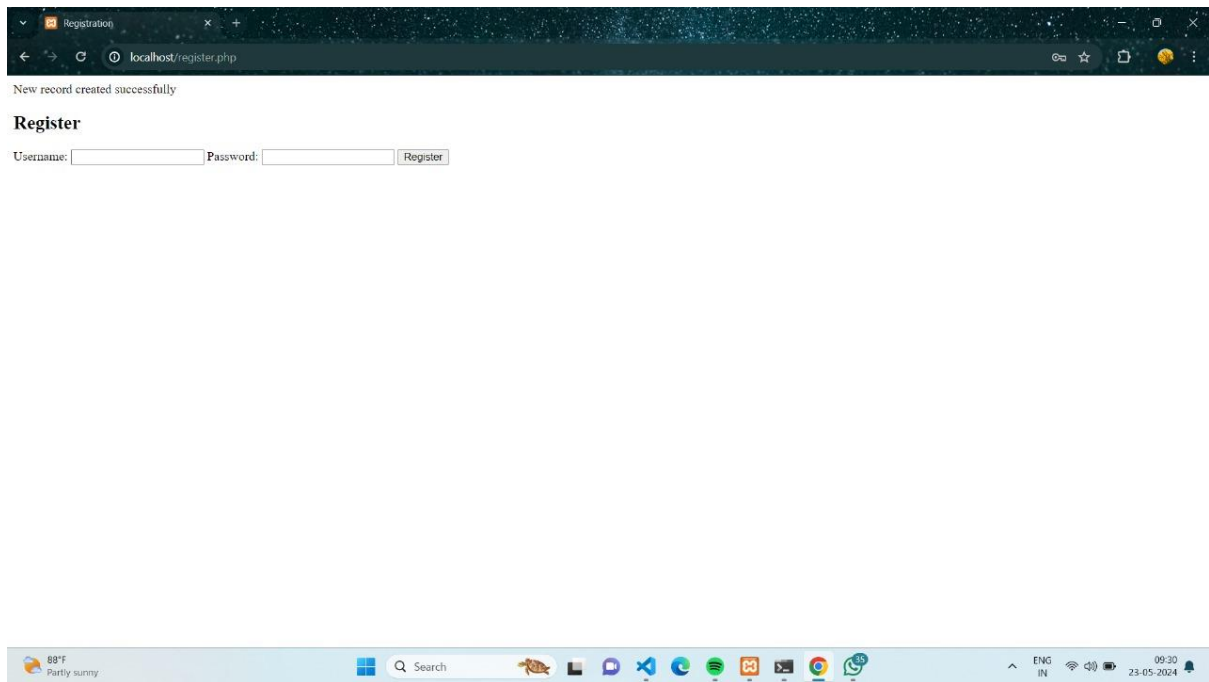 Registration
localhost/register.php
New record created successfully
Register
Username: Password: Register
88°F
Partly sunny
Search
35
ENG
IN
09:30
23-05-2024